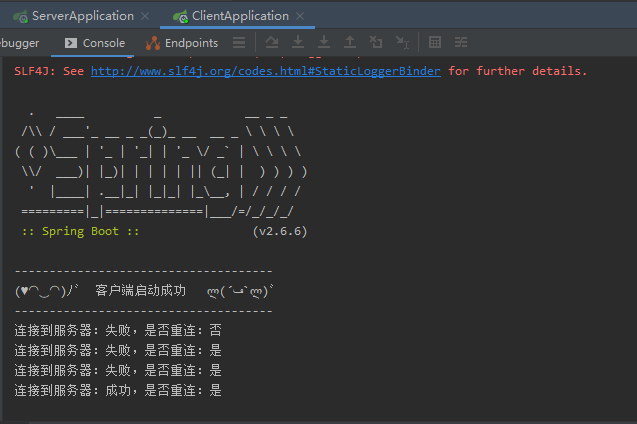 ServerApplication ClientApplication
ebugger Console Endpoints
SLF4J: See http://www.slf4j.org/codes.html#StaticLoggerBinder for further details.
  .   ____          _            __ _ _
 /\\ / ___'_ __ _ _(_)_ __  __ _ \ \ \ \
( ( )\___ | '_ | '_| | '_ \/ _` | \ \ \ \
 \\/  ___)| |_)| | | | | || (_| |  ) ) ) )
  '  |____| .__|_| |_|_| |_\__, | / / / /
 =========|_|==============|___/=/_/_/_/
 :: Spring Boot ::                (v2.6.6)
-----------------------------------
(♥◠‿◠)ノ゙  客户端启动成功   ლ(´ڡ`ლ)゙
-----------------------------------
连接到服务器: 失败，是否重连: 否
连接到服务器: 失败，是否重连: 是
连接到服务器: 失败，是否重连: 是
连接到服务器: 成功，是否重连: 是